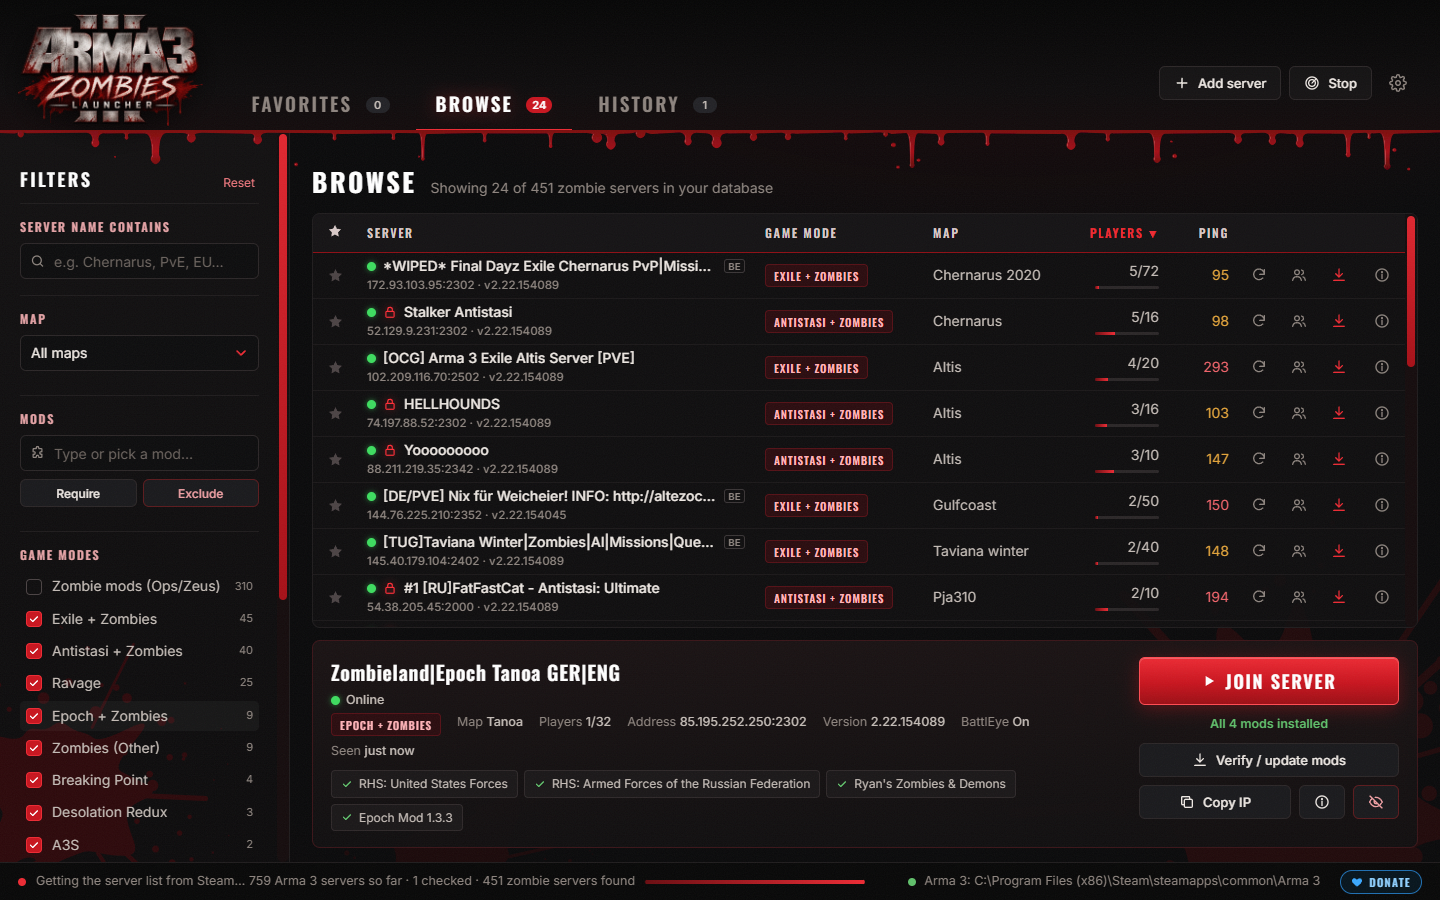 ARMA3
ZOMBIES
LAUNCHER
FAVORITES 0
BROWSE 24
HISTORY 1
Add server
Stop
FILTERS
Reset
SERVER NAME CONTAINS
e.g. Chernarus, PvE, EU...
MAP
All maps
MODS
Type or pick a mod...
Require
Exclude
GAME MODES
Zombie mods (Ops/Zeus) 310
Exile + Zombies 45
Antistasi + Zombies 40
Ravage 25
Epoch + Zombies 9
Zombies (Other) 9
Breaking Point 4
Desolation Redux 3
A3S 2
BROWSE Showing 24 of 451 zombie servers in your database
SERVER GAME MODE MAP PLAYERS ▼ PING
*WIPED* Final Dayz Exile Chernarus PvP|Missi... BE
172.93.103.95:2302 · v2.22.154089
EXILE + ZOMBIES Chernarus 2020 5/72 95
Stalker Antistasi
52.129.9.231:2302 · v2.22.154089
ANTISTASI + ZOMBIES Chernarus 5/16 98
[OCG] Arma 3 Exile Altis Server [PVE]
102.209.116.70:2502 · v2.22.154089
EXILE + ZOMBIES Altis 4/20 293
HELLHOUNDS
74.197.88.52:2302 · v2.22.154089
ANTISTASI + ZOMBIES Altis 3/16 103
Yooooooooo
88.211.219.35:2342 · v2.22.154089
ANTISTASI + ZOMBIES Altis 3/10 147
[DE/PVE] Nix für Weicheier! INFO: http://altezoc... BE
144.76.225.210:2352 · v2.22.154045
EXILE + ZOMBIES Gulfcoast 2/50 150
[TUG]Taviana Winter|Zombies|AI|Missions|Que... BE
145.40.179.104:2402 · v2.22.154089
EXILE + ZOMBIES Taviana winter 2/40 148
#1 [RU]FatFastCat - Antistasi: Ultimate
54.38.205.45:2000 · v2.22.154089
ANTISTASI + ZOMBIES Pja310 2/10 194
Zombieland|Epoch Tanoa GER|ENG
Online
EPOCH + ZOMBIES Map Tanoa Players 1/32 Address 85.195.252.250:2302 Version 2.22.154089 BattlEye On
Seen just now
RHS: United States Forces
RHS: Armed Forces of the Russian Federation
Ryan's Zombies & Demons
Epoch Mod 1.3.3
JOIN SERVER
All 4 mods installed
Verify / update mods
Copy IP
Getting the server list from Steam... 759 Arma 3 servers so far · 1 checked · 451 zombie servers found
Arma 3: C:\Program Files (x86)\Steam\steamapps\common\Arma 3
DONATE